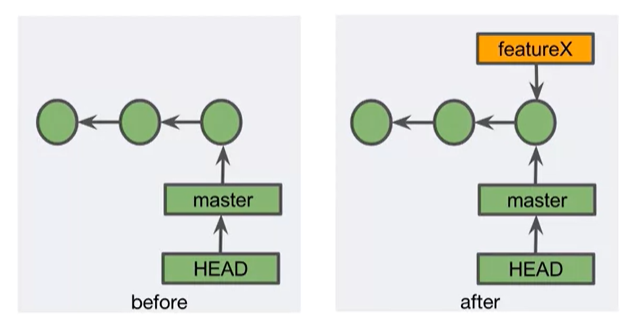 master
HEAD
before
featureX
master
HEAD
after